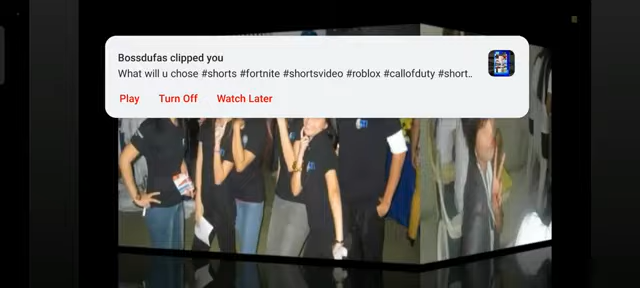 Bossdufas clipped you
What will u chose #shorts #fortnite #shortsvideo #roblox #callofduty #short..
Play Turn Off Watch Later